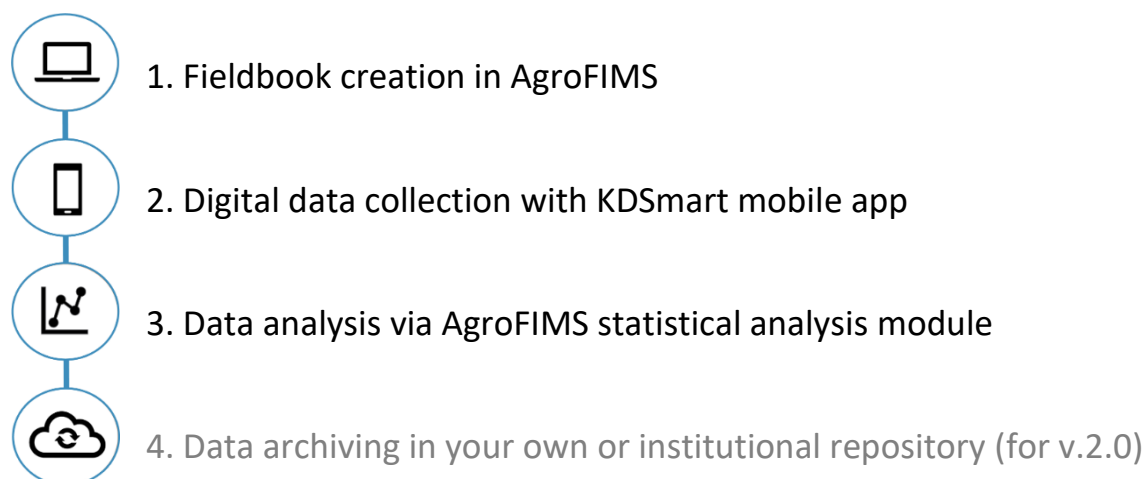 1. Fieldbook creation in AgroFIMS
2. Digital data collection with KDSmart mobile app
3. Data analysis via AgroFIMS statistical analysis module
4. Data archiving in your own or institutional repository (for v.2.0)